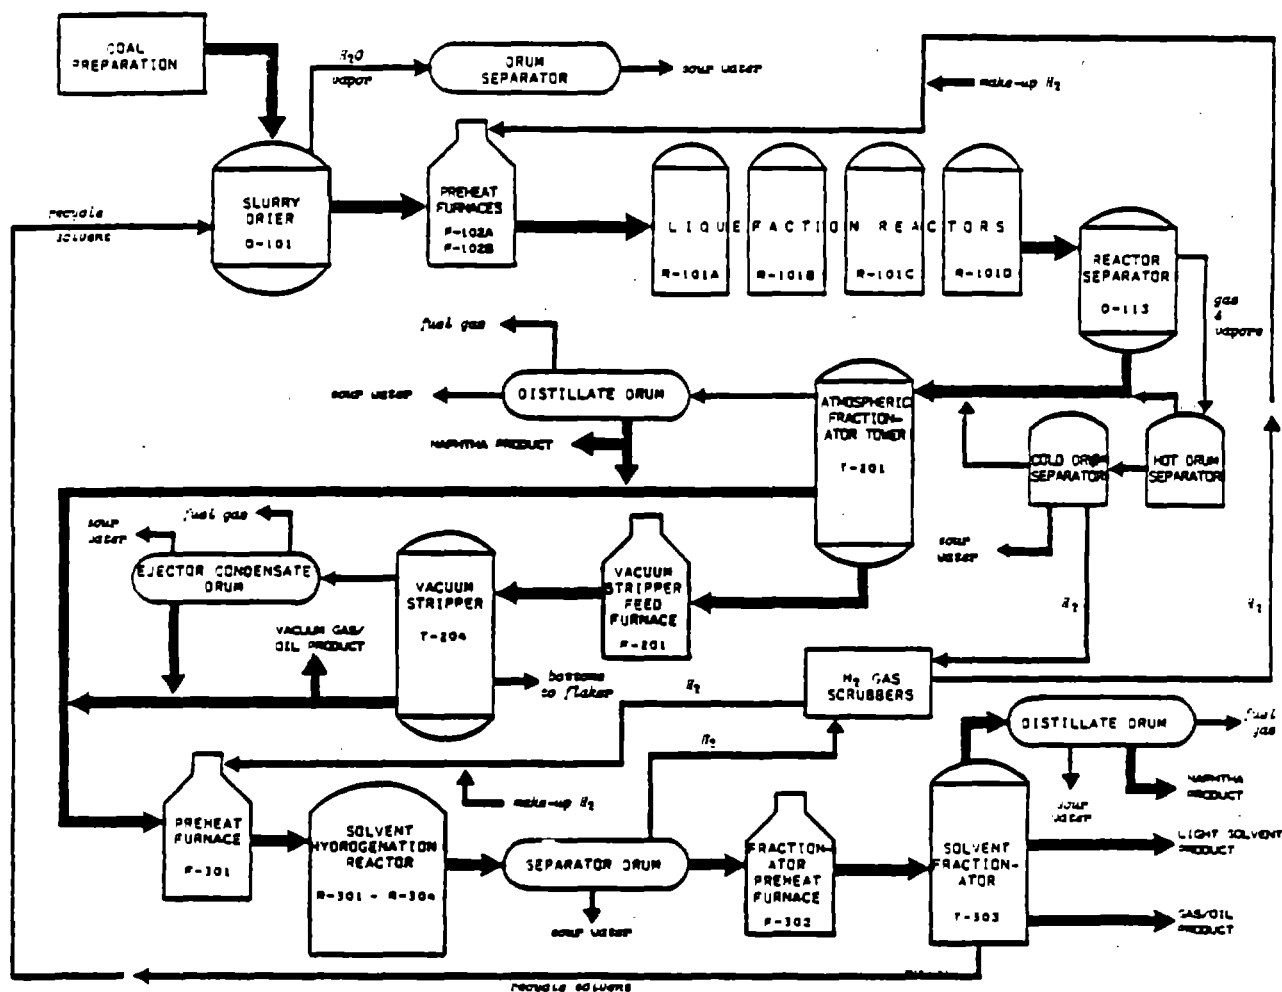 COAL
PREPARATION
H₂O
vapor
DRUM
SEPARATOR
sour water
make-up H₂
SLURRY
DRIER
D-101
PREHEAT
FURNACES
F-102A
F-102B
LIQUEFACTION REACTORS
R-101A
R-101B
R-101C
R-101D
REACTOR
SEPARATOR
D-113
recycle
solvent
gas
&
vapors
fuel gas
sour water
DISTILLATE DRUM
NAPHTHA PRODUCT
ATMOSPHERIC
FRACTION-
ATOR TOWER
T-201
COLD DRUM
SEPARATOR
HOT DRUM
SEPARATOR
sour
water
fuel gas
sour
water
EJECTOR CONDENSATE
DRUM
VACUUM
STRIPPER
T-204
VACUUM
STRIPPER
FEED
FURNACE
F-201
H₂
H₂
VACUUM GAS/
OIL PRODUCT
bottoms
to flaker
H₂
H₂ GAS
SCRUBBERS
H₂
make-up H₂
DISTILLATE DRUM
fuel
gas
sour
water
NAPHTHA
PRODUCT
PREHEAT
FURNACE
F-301
SOLVENT
HYDROGENATION
REACTOR
R-301 - R-304
SEPARATOR DRUM
sour water
FRACTION-
ATOR
PREHEAT
FURNACE
F-302
SOLVENT
FRACTION-
ATOR
T-303
LIGHT SOLVENT
PRODUCT
GAS/OIL
PRODUCT
recycle solvent